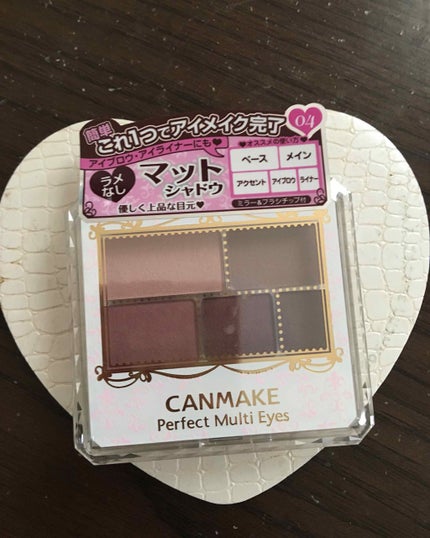 簡単
これ1つでアイメイク完了
04
アイブロウ・アイライナーにも♥
♥オススメの使い方♥
ラメなし
マット
シャドウ
ベース メイン
アクセント アイブロウ ライナー
優しく上品な目元♥
ミラー&ブラシチップ付
CANMAKE
Perfect Multi Eyes